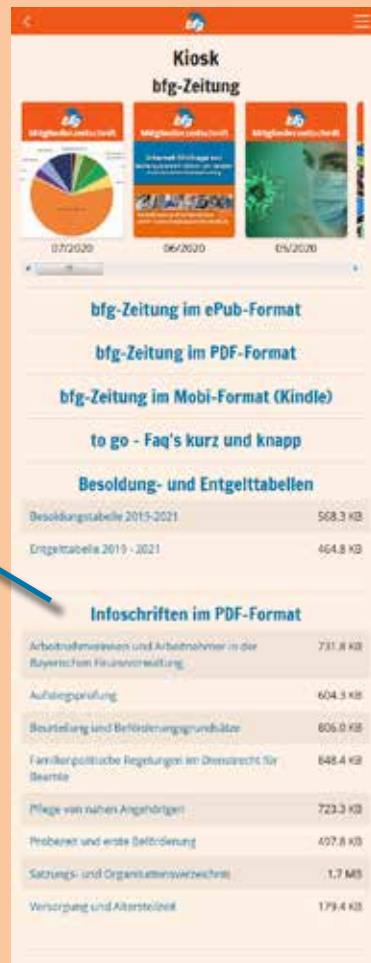 bfg
Kiosk
bfg-Zeitung
bfg
Mitgliederzeitschrift
bfg
Mitgliederzeitschrift
bfg
Mitgliederzeitschrift
07/2020
06/2020
05/2020
bfg-Zeitung im ePub-Format
bfg-Zeitung im PDF-Format
bfg-Zeitung im Mobi-Format (Kindle)
to go - Faq's kurz und knapp
Besoldung- und Entgelttabellen
Besoldungstabelle 2019-2021 568.3 KB
Entgelttabelle 2019 - 2021 464.8 KB
Infoschriften im PDF-Format
Arbeitnehmerinnen und Arbeitnehmer in der 731.8 KB
Bayerischen Finanzverwaltung
Aufstiegsprüfung 604.3 KB
Beurteilung und Beförderungsgrundsätze 806.0 KB
Familienpolitische Regelungen im Dienstrecht für 848.4 KB
Beamte
Pflege von nahen Angehörigen 723.3 KB
Probezeit und erste Beförderung 497.8 KB
Satzungs- und Organisationsverzeichnis 1.7 MB
Versorgung und Altersteilzeit 179.4 KB